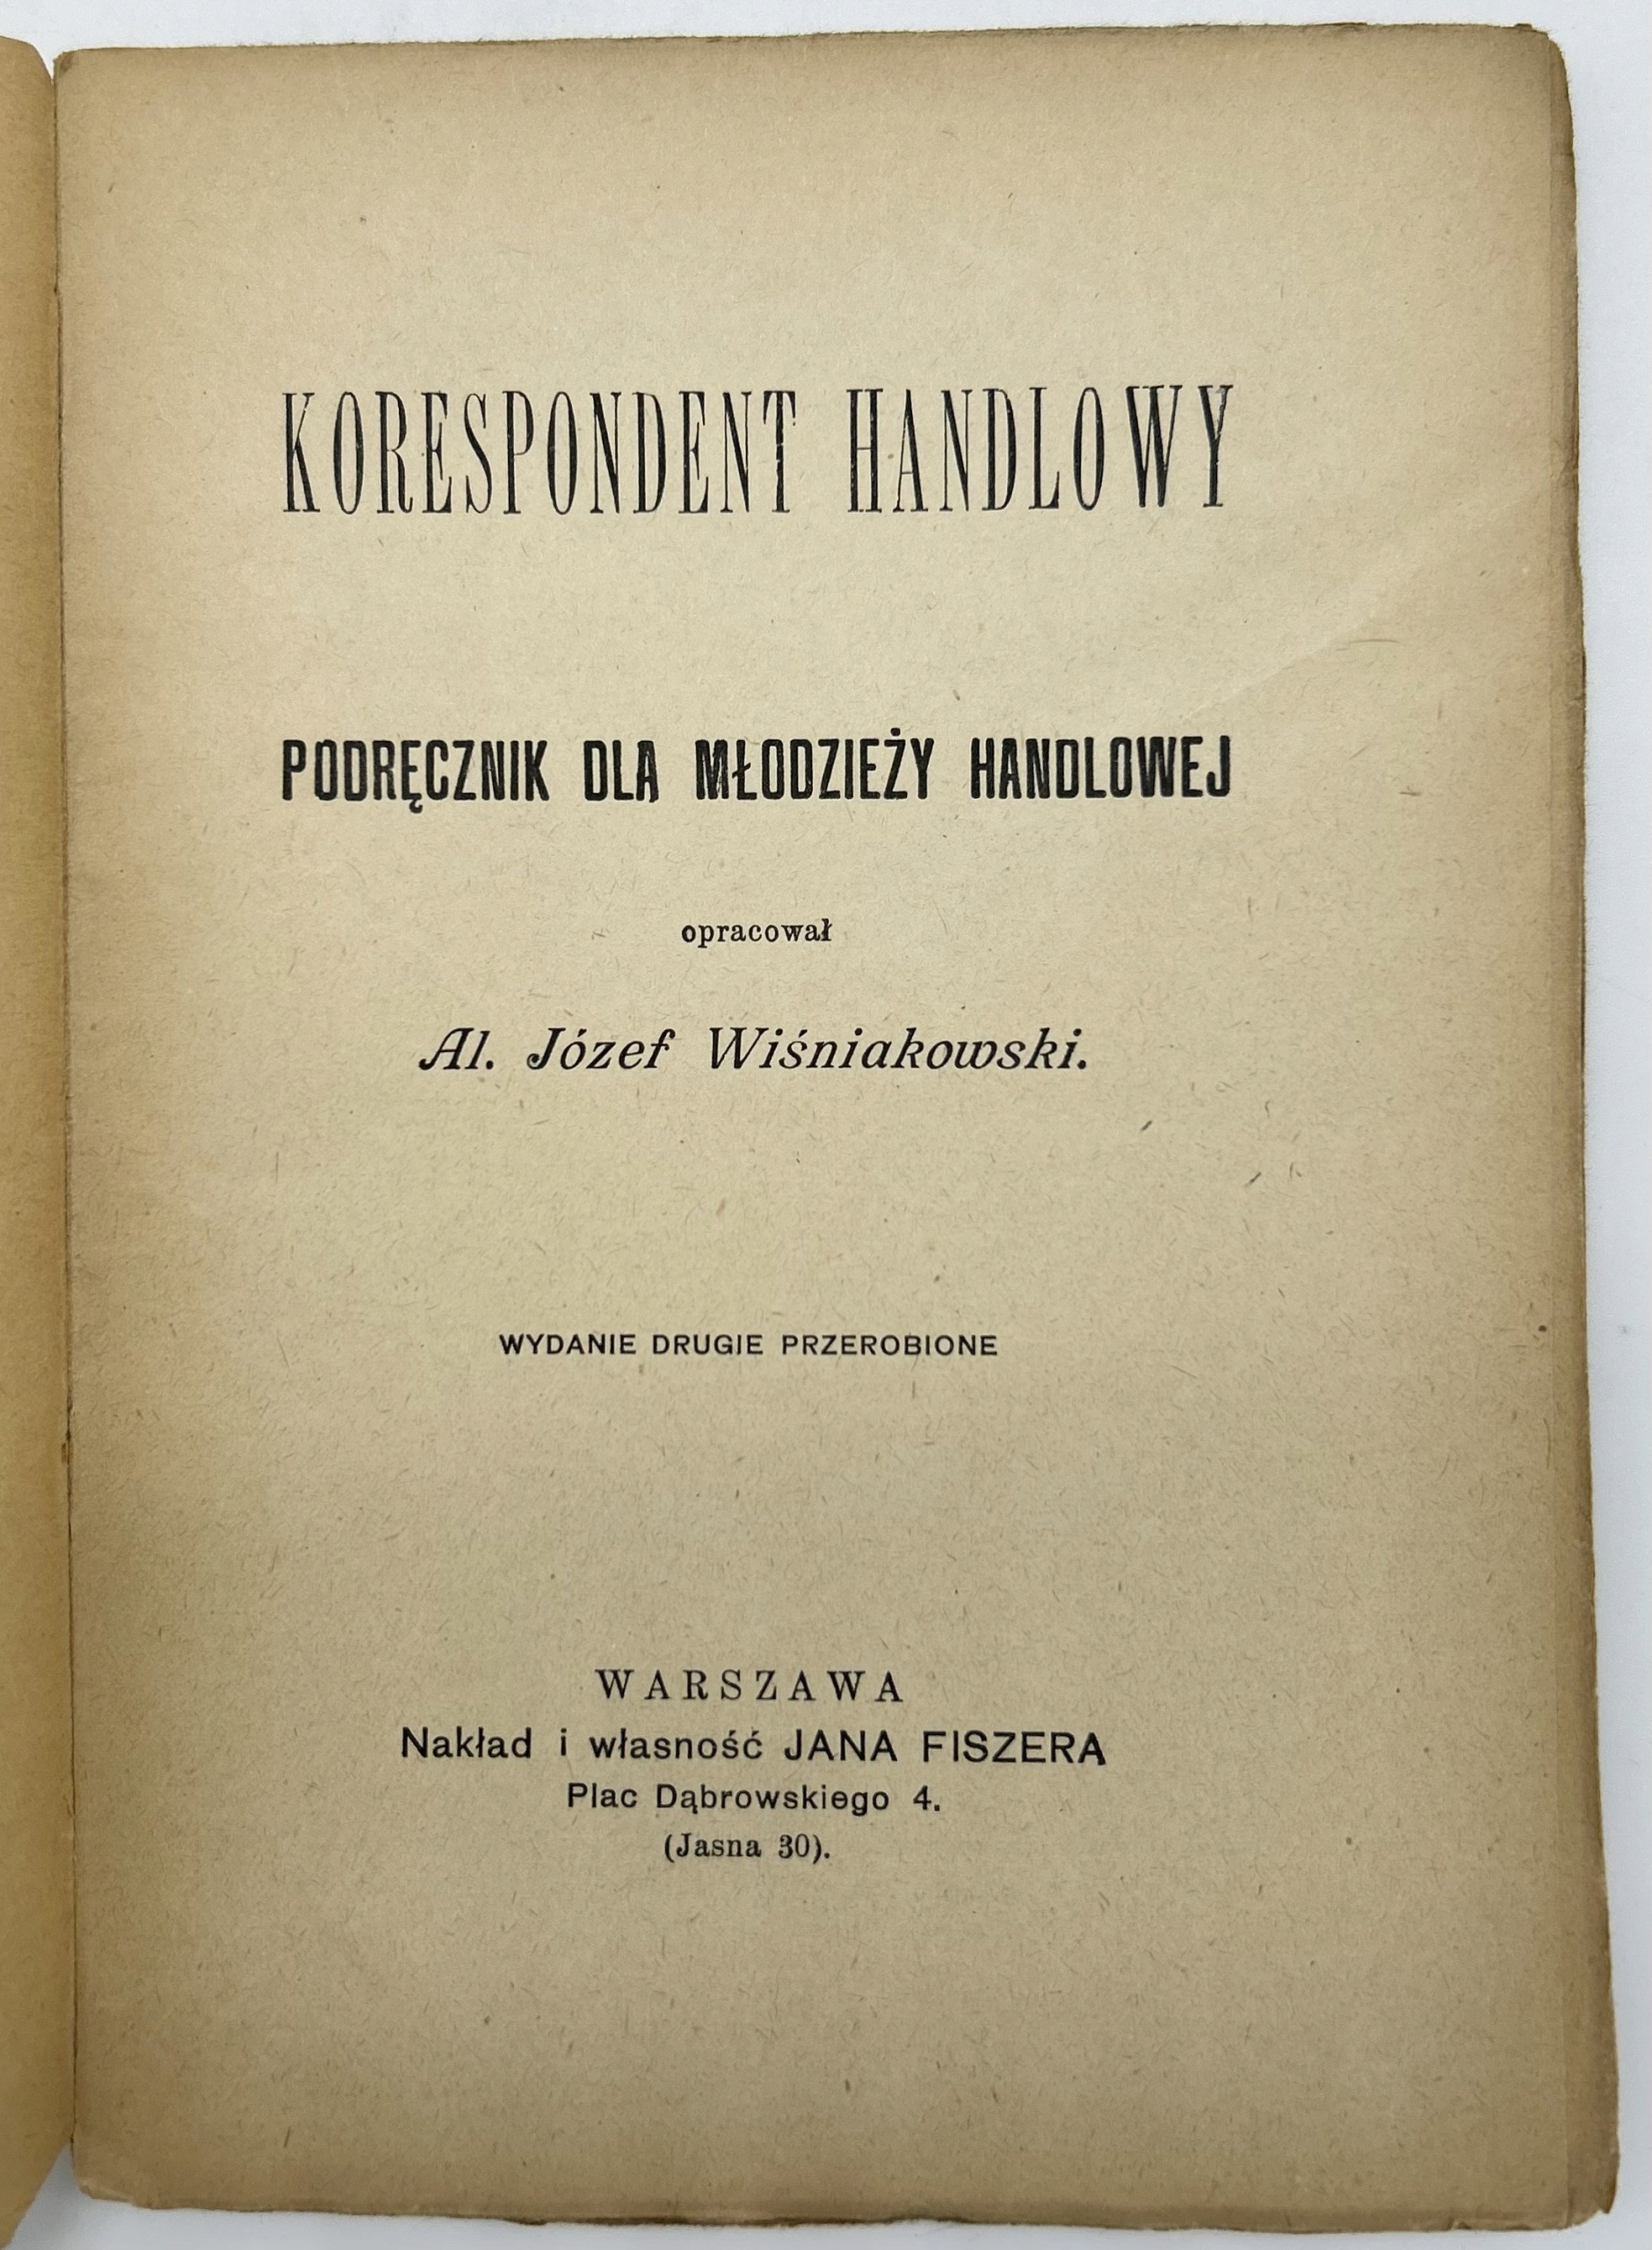 KORESPONDENT HANDLOWY
PODRĘCZNIK DLA MŁODZIEŻY HANDLOWEJ
opracował
Al. Józef Wiśniakowski.
WYDANIE DRUGIE PRZEROBIONE
WARSZAWA
Nakład i własność JANA FISZERA
Plac Dąbrowskiego 4.
(Jasna 30).